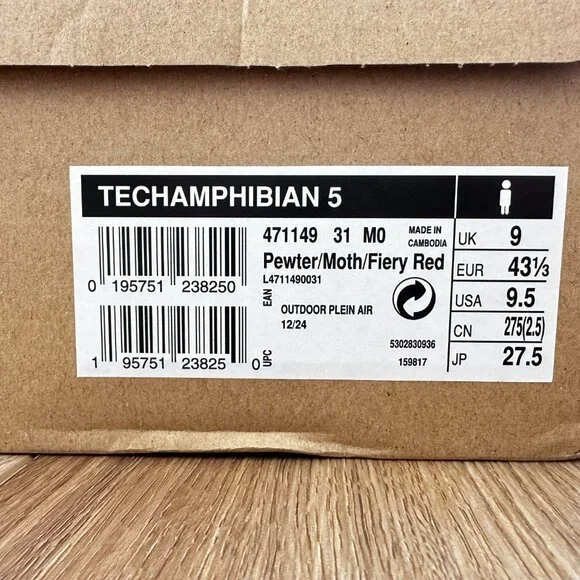 TECHAMPHIBIAN 5
471149 31 M0
MADE IN
CAMBODIA
Pewter/Moth/Fiery Red
L4711490031
0 195751 238250
EAN
OUTDOOR PLEIN AIR
12/24
5302830936
159817
1 95751 23825 0
UPC
UK 9
EUR 43⅓
USA 9.5
CN 275(2.5)
JP 27.5